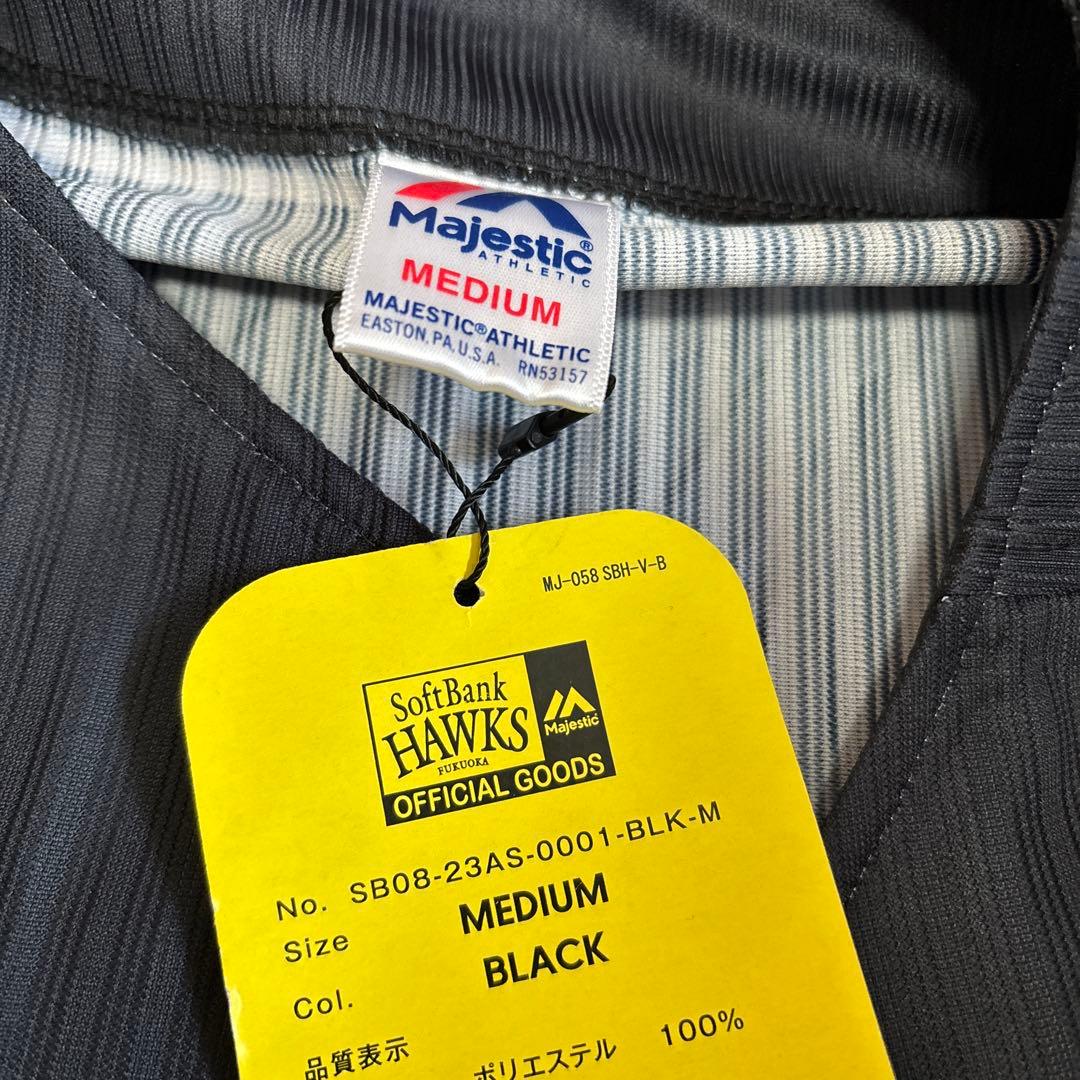 Majestic®
ATHLETIC
MEDIUM
MAJESTIC®ATHLETIC
EASTON, PA, U.S.A. RN53157
MJ-058 SBH-V-B
SoftBank
HAWKS
FUKUOKA
Majestic
OFFICIAL GOODS
No. SB08-23AS-0001-BLK-M
Size MEDIUM
Col. BLACK
品質表示 ポリエステル 100%